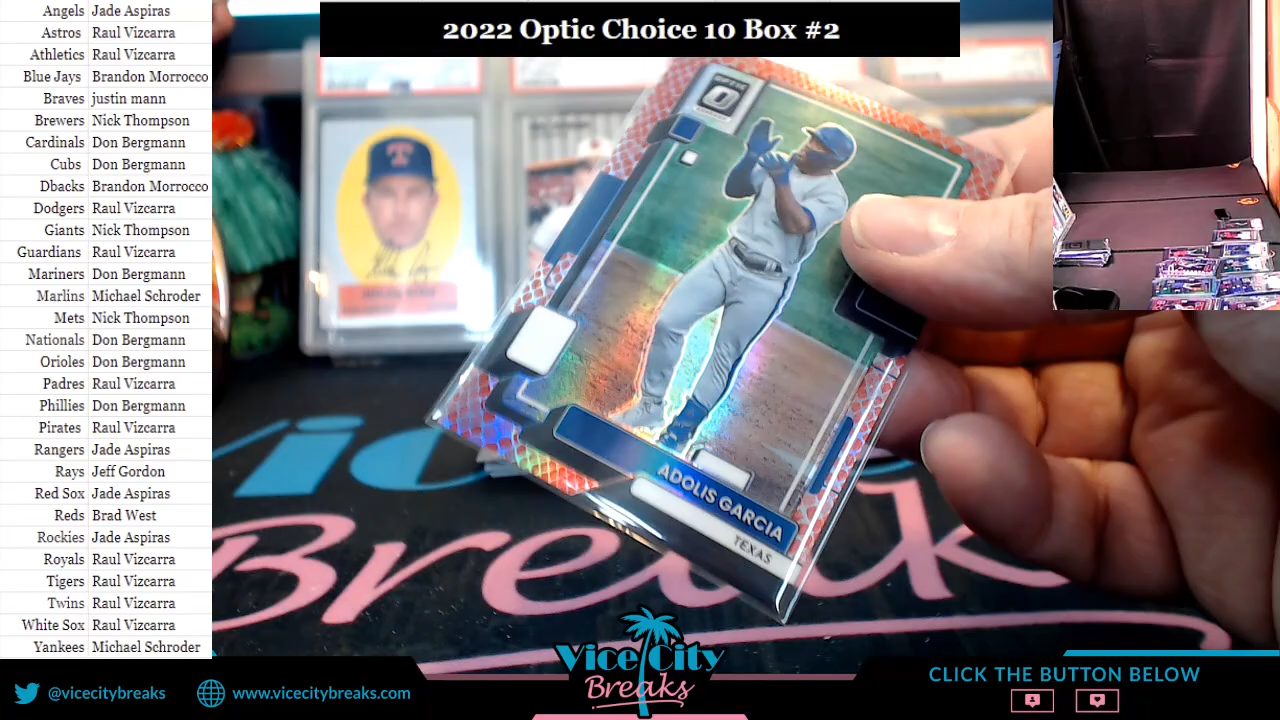 2022 Optic Choice 10 Box #2
Angels Jade Aspiras
Astros Raul Vizcarra
Athletics Raul Vizcarra
Blue Jays Brandon Morrocco
Braves justin mann
Brewers Nick Thompson
Cardinals Don Bergmann
Cubs Don Bergmann
Dbacks Brandon Morrocco
Dodgers Raul Vizcarra
Giants Nick Thompson
Guardians Raul Vizcarra
Mariners Don Bergmann
Marlins Michael Schroder
Mets Nick Thompson
Nationals Don Bergmann
Orioles Don Bergmann
Padres Raul Vizcarra
Phillies Don Bergmann
Pirates Raul Vizcarra
Rangers Jade Aspiras
Rays Jeff Gordon
Red Sox Jade Aspiras
Reds Brad West
Rockies Jade Aspiras
Royals Raul Vizcarra
Tigers Raul Vizcarra
Twins Raul Vizcarra
White Sox Raul Vizcarra
Yankees Michael Schroder
T
ADOLIS GARCIA
TEXAS
Vic
Breaks
Vice City
Breaks
@vicecitybreaks
www.vicecitybreaks.com
CLICK THE BUTTON BELOW